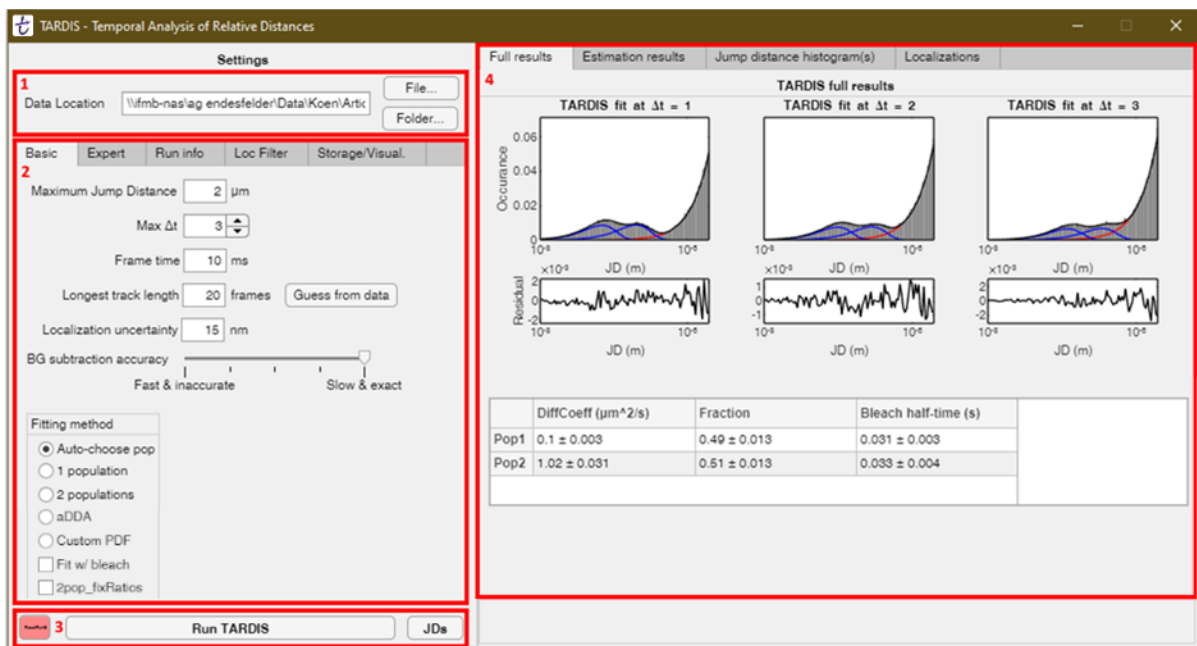 TARDIS - Temporal Analysis of Relative Distances
Settings
1
Data Location
\\ifmb-nas\ag endesfelder\Data\Koen\Artic
File...
Folder...
Basic Expert Run info Loc Filter Storage/Visual.
2
Maximum Jump Distance 2 µm
Max Δt 3
Frame time 10 ms
Longest track length 20 frames Guess from data
Localization uncertainty 15 nm
BG subtraction accuracy
Fast & inaccurate Slow & exact
Fitting method
Auto-choose pop
1 population
2 populations
aDDA
Custom PDF
Fit w/ bleach
2pop_fixRatios
3 Run TARDIS JDs
Full results Estimation results Jump distance histogram(s) Localizations
4
TARDIS full results
TARDIS fit at Δt = 1 TARDIS fit at Δt = 2 TARDIS fit at Δt = 3
Occurance
0.06
0.04
0.02
0
10⁻⁸ 10⁻⁶ 10⁻⁸ 10⁻⁶ 10⁻⁸ 10⁻⁶
JD (m) JD (m) JD (m)
×10⁻³ ×10⁻³ ×10⁻³
Residual
2 0 -2
1 0 -1
2 0 -2
10⁻⁸ 10⁻⁶ 10⁻⁸ 10⁻⁶ 10⁻⁸ 10⁻⁶
JD (m) JD (m) JD (m)
DiffCoeff (µm^2/s) Fraction Bleach half-time (s)
Pop1 0.1 ± 0.003 0.49 ± 0.013 0.031 ± 0.003
Pop2 1.02 ± 0.031 0.51 ± 0.013 0.033 ± 0.004